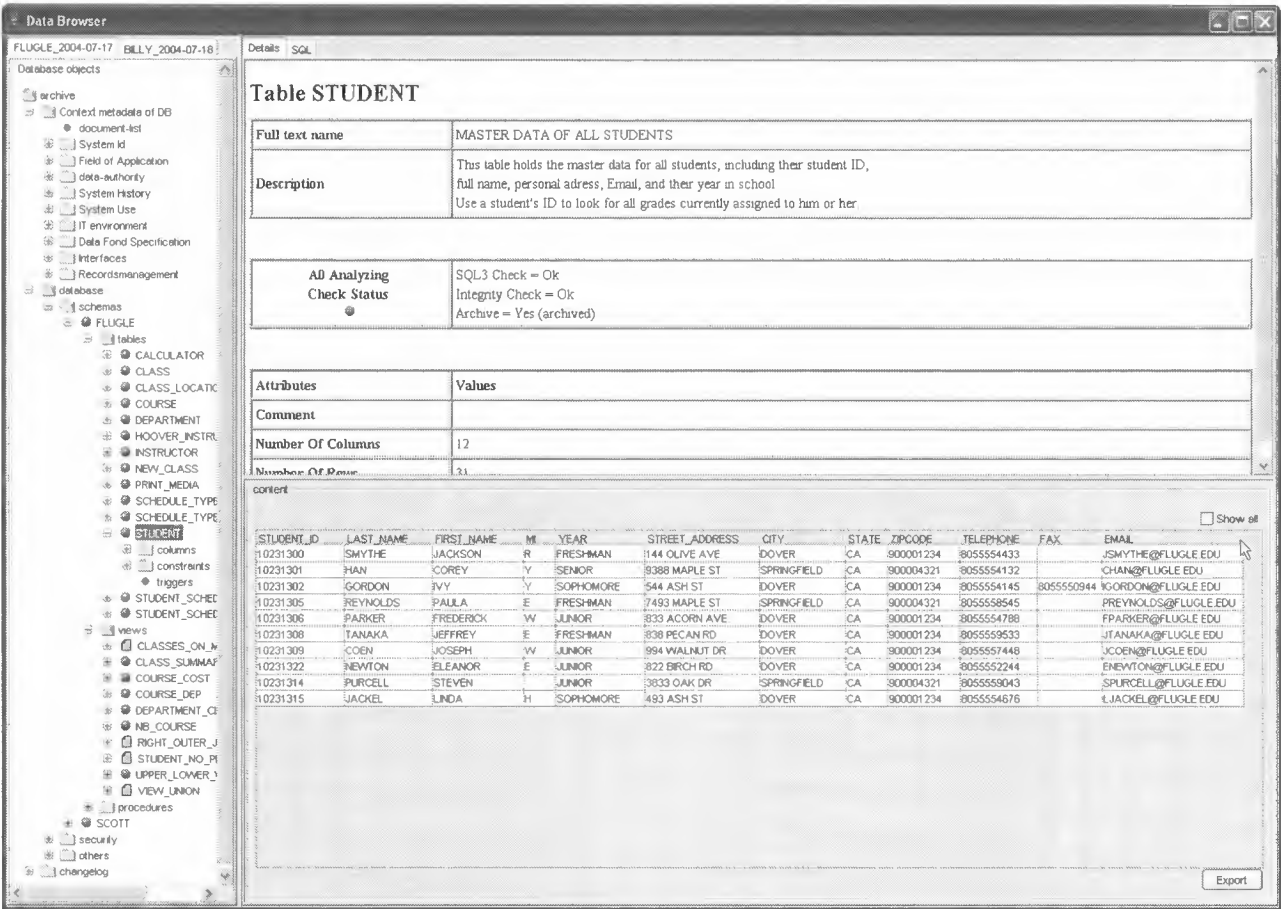 Data Browser
FLUGLE_2004-07-17 BILLY_2004-07-18
Database objects
archive
Context metadata of DB
document-list
System Id
Field of Application
data-authority
System History
System Use
IT environment
Data Fond Specification
Interfaces
Recordsmanagement
database
schemas
FLUGLE
tables
CALCULATOR
CLASS
CLASS_LOCATIC
COURSE
DEPARTMENT
HOOVER_INSTRU
INSTRUCTOR
NEW_CLASS
PRINT_MEDIA
SCHEDULE_TYPE
SCHEDULE_TYPE
STUDENT
columns
constraints
triggers
STUDENT_SCHED
STUDENT_SCHED
views
CLASSES_ON_M
CLASS_SUMMAR
COURSE_COST
COURSE_DEP
DEPARTMENT_CE
NB_COURSE
RIGHT_OUTER_J
STUDENT_NO_PI
UPPER_LOWER_V
VIEW_UNION
procedures
SCOTT
security
others
changelog
Details SQL
Table STUDENT
Full text name MASTER DATA OF ALL STUDENTS
Description
This table holds the master data for all students, including their student ID,
full name, personal adress, Email, and their year in school
Use a student's ID to look for all grades currently assigned to him or her.
A0 Analyzing
Check Status
SQL3 Check = Ok
Integrity Check = Ok
Archive = Yes (archived)
Attributes Values
Comment
Number Of Columns 12
Number Of Rows 31
content
Show all
STUDENT_ID LAST_NAME FIRST_NAME MI YEAR STREET_ADDRESS CITY STATE ZIPCODE TELEPHONE FAX EMAIL
10231300 SMYTHE JACKSON R FRESHMAN 144 OLIVE AVE DOVER CA 900001234 8055554433 JSMYTHE@FLUGLE.EDU
10231301 HAN COREY Y SENIOR 9388 MAPLE ST SPRINGFIELD CA 900004321 8055554132 CHAN@FLUGLE.EDU
10231302 GORDON IVY Y SOPHOMORE 544 ASH ST DOVER CA 900001234 8055554145 8055550944 IGORDON@FLUGLE.EDU
10231305 REYNOLDS PAULA E FRESHMAN 7493 MAPLE ST SPRINGFIELD CA 900004321 8055558545 PREYNOLDS@FLUGLE.EDU
10231306 PARKER FREDERICK W JUNIOR 833 ACORN AVE DOVER CA 900001234 8055554788 FPARKER@FLUGLE.EDU
10231308 TANAKA JEFFREY E FRESHMAN 838 PECAN RD DOVER CA 900001234 8055559533 JTANAKA@FLUGLE.EDU
10231309 COEN JOSEPH W JUNIOR 994 WALNUT DR DOVER CA 900001234 8055557448 JCOEN@FLUGLE.EDU
10231322 NEWTON ELEANOR E JUNIOR 822 BIRCH RD DOVER CA 900001234 8055552244 ENEWTON@FLUGLE.EDU
10231314 PURCELL STEVEN JUNIOR 3833 OAK DR SPRINGFIELD CA 900004321 8055559043 SPURCELL@FLUGLE.EDU
10231315 JACKEL LINDA H SOPHOMORE 493 ASH ST DOVER CA 900001234 8055554676 LJACKEL@FLUGLE.EDU
Export